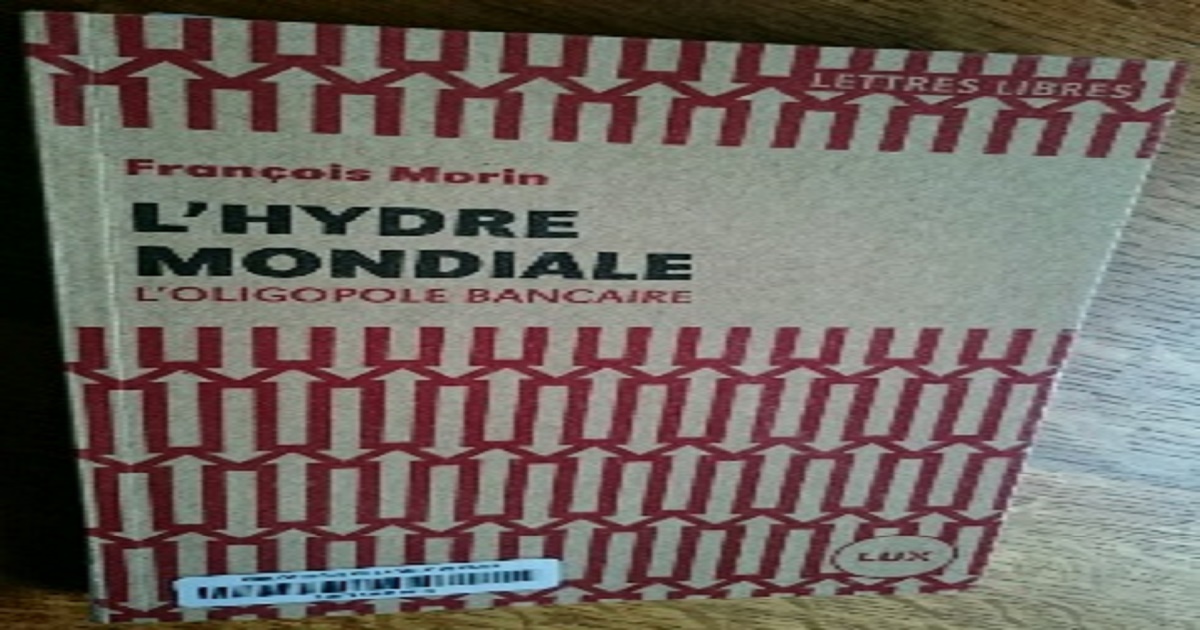 LETTRES LIBRES
François Morin
L'HYDRE
MONDIALE
L'OLIGOPOLE BANCAIRE
LUX